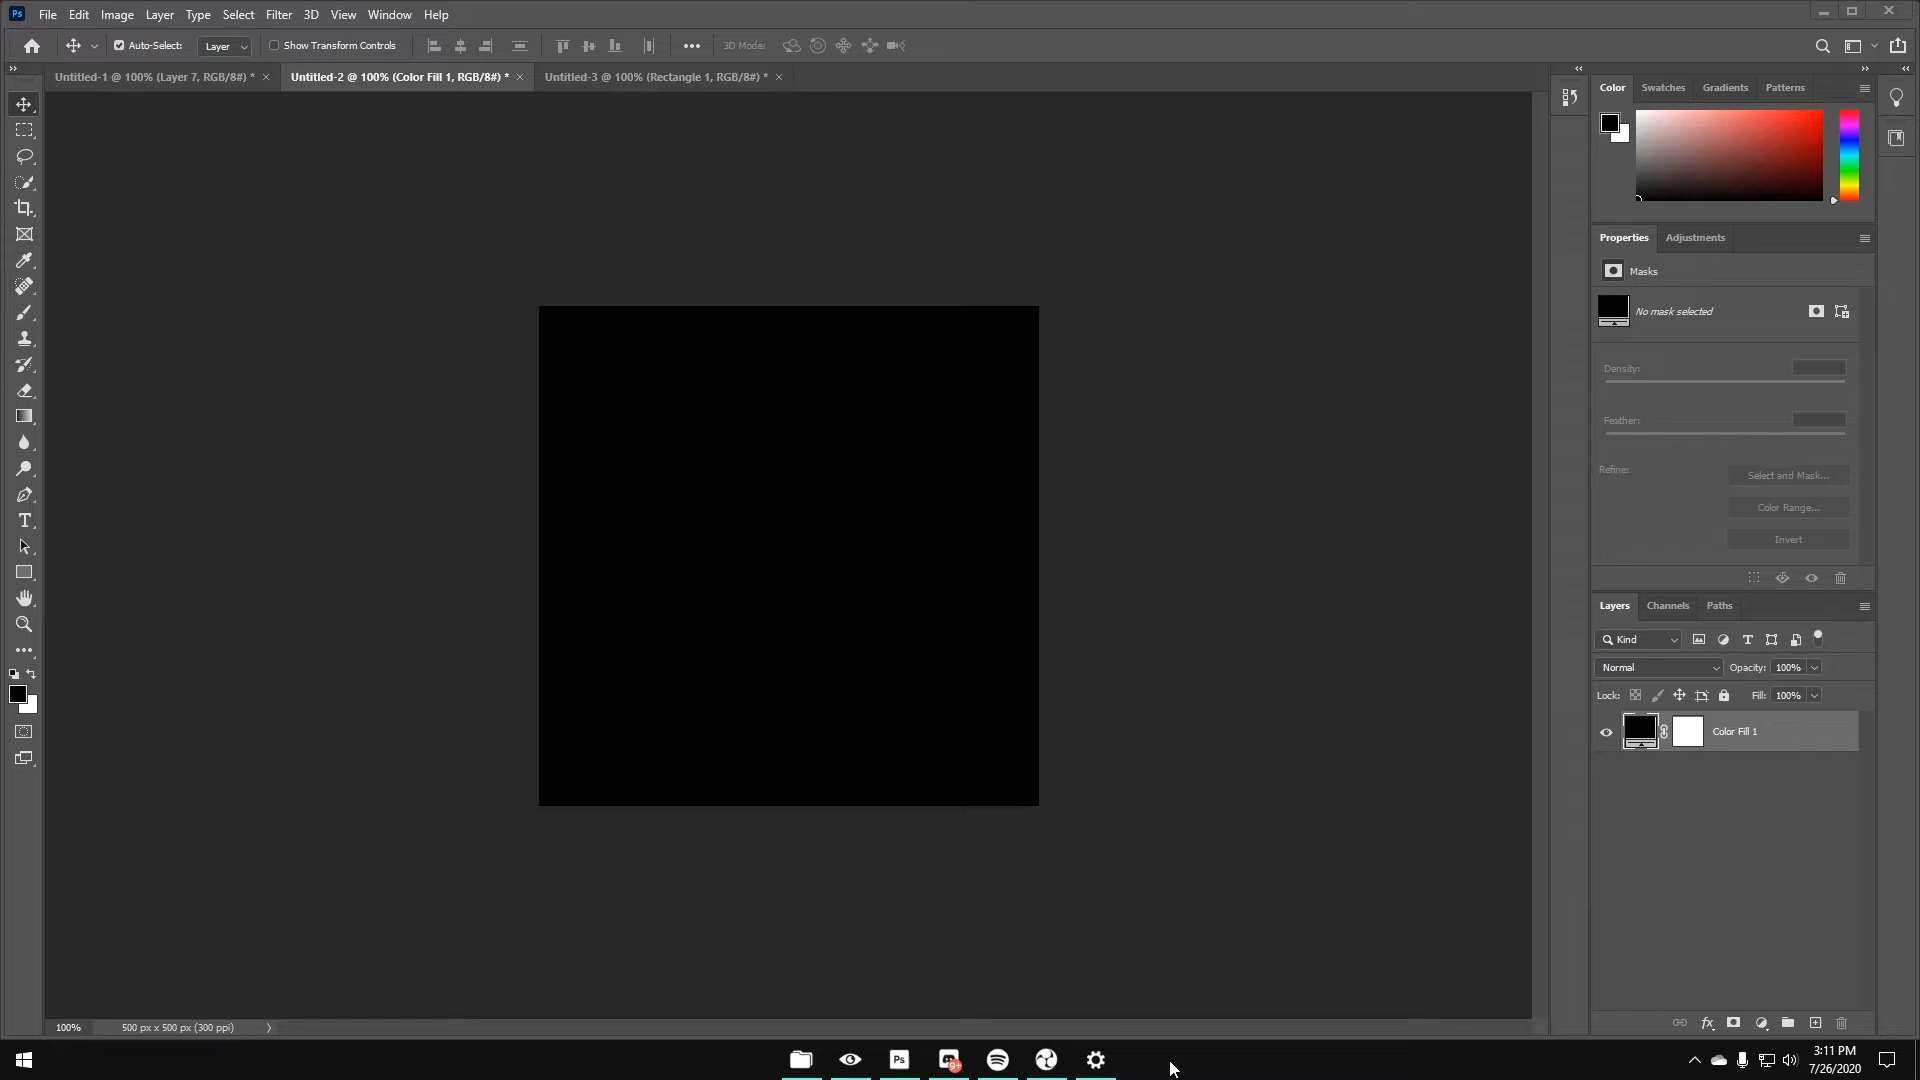 Ps File Edit Image Layer Type Select Filter 3D View Window Help
Auto-Select: Layer Show Transform Controls 3D Mode:
Untitled-1 @ 100% (Layer 7, RGB/8#) * Untitled-2 @ 100% (Color Fill 1, RGB/8#) * Untitled-3 @ 100% (Rectangle 1, RGB/8#) *
Color Swatches Gradients Patterns
Properties Adjustments
Masks
No mask selected
Density:
Feather:
Refine:
Select and Mask...
Color Range...
Invert
Layers Channels Paths
Kind
Normal Opacity: 100%
Lock: Fill: 100%
Color Fill 1
100% 500 px x 500 px (300 ppi)
fx
Ps
9+
3:11 PM
7/26/2020